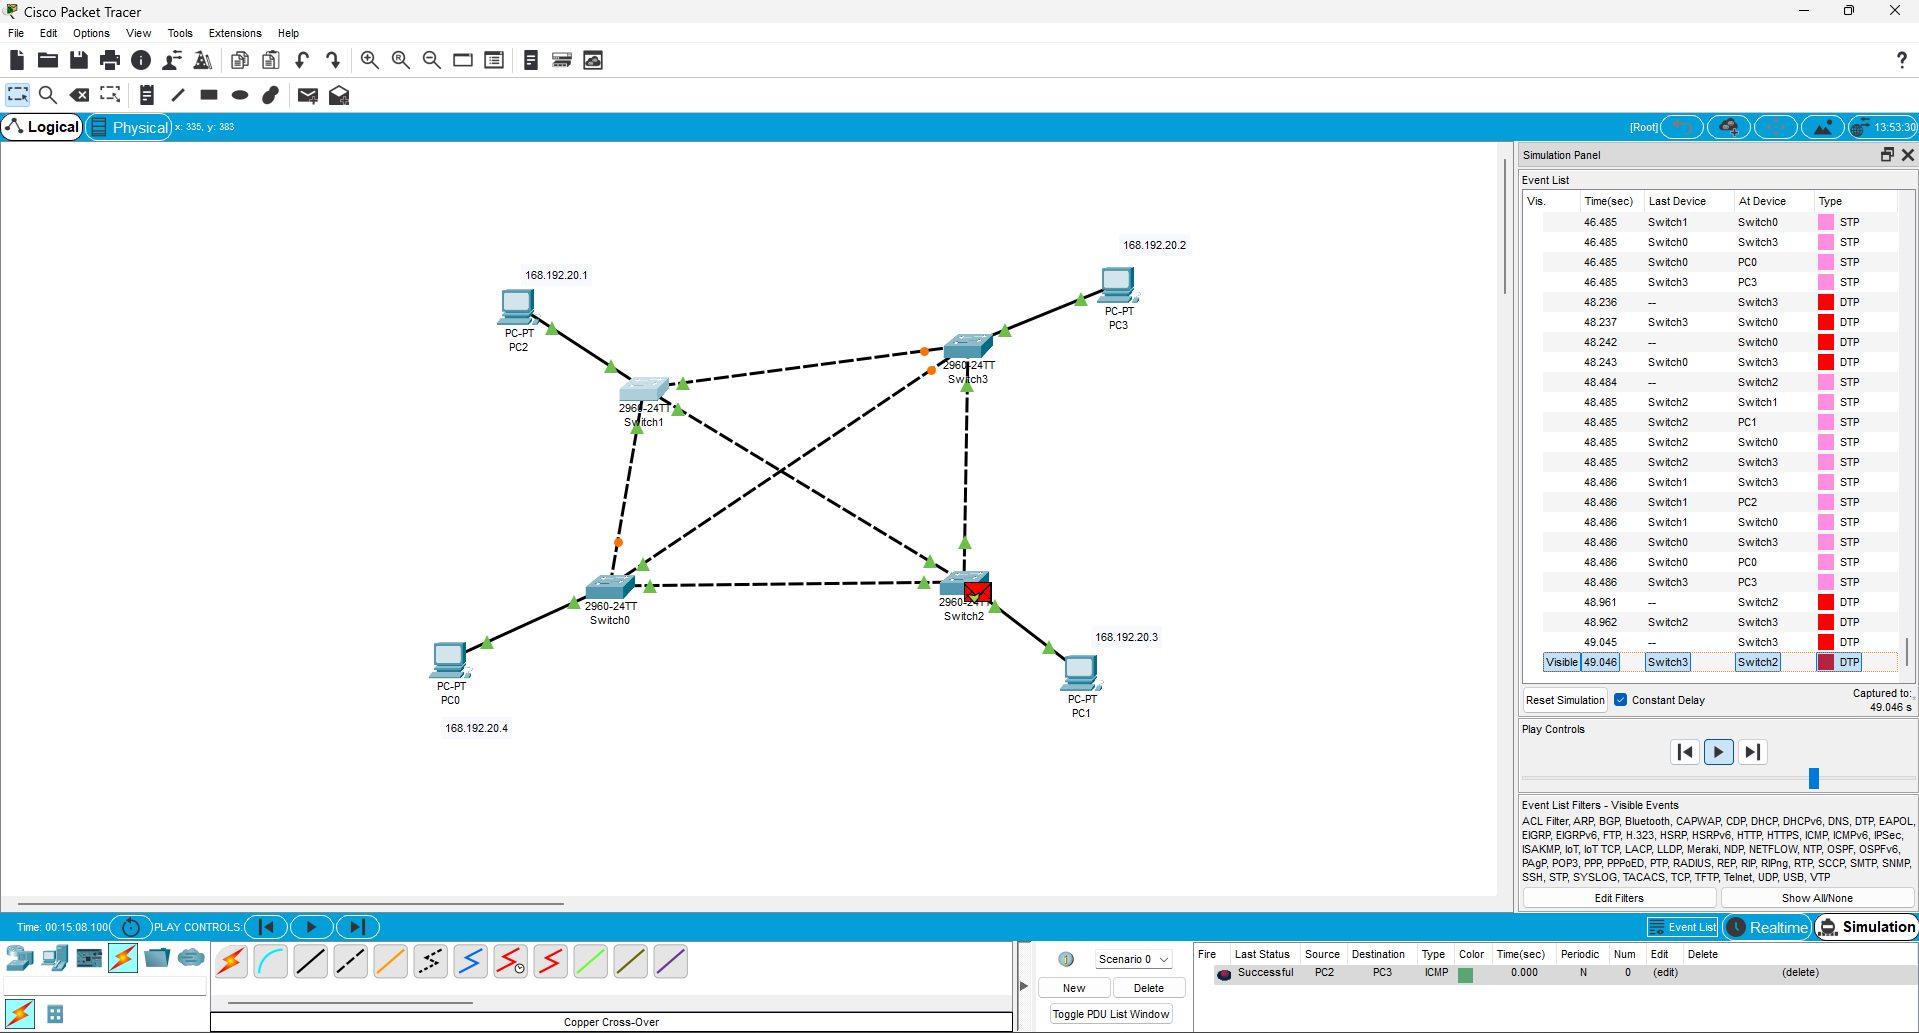 Cisco Packet Tracer
File Edit Options View Tools Extensions Help
?
Logical Physical x: 335, y: 383 [Root] 13:53:30
168.192.20.1
PC-PT
PC2
168.192.20.2
PC-PT
PC3
2960-24TT
Switch3
2960-24TT
Switch1
2960-24TT
Switch0
2960-24TT
Switch2
168.192.20.3
PC-PT
PC1
PC-PT
PC0
168.192.20.4
Simulation Panel
Event List
Vis. Time(sec) Last Device At Device Type
46.485 Switch1 Switch0 STP
46.485 Switch0 Switch3 STP
46.485 Switch0 PC0 STP
46.485 Switch3 PC3 STP
48.236 -- Switch3 DTP
48.237 Switch3 Switch0 DTP
48.242 -- Switch0 DTP
48.243 Switch0 Switch3 DTP
48.484 -- Switch2 STP
48.485 Switch2 Switch1 STP
48.485 Switch2 PC1 STP
48.485 Switch2 Switch0 STP
48.485 Switch2 Switch3 STP
48.486 Switch1 Switch3 STP
48.486 Switch1 PC2 STP
48.486 Switch1 Switch0 STP
48.486 Switch0 Switch3 STP
48.486 Switch0 PC0 STP
48.486 Switch3 PC3 STP
48.961 -- Switch2 DTP
48.962 Switch2 Switch3 DTP
49.045 -- Switch3 DTP
Visible 49.046 Switch3 Switch2 DTP
Reset Simulation Constant Delay Captured to:
49.046 s
Play Controls
Event List Filters - Visible Events
ACL Filter, ARP, BGP, Bluetooth, CAPWAP, CDP, DHCP, DHCPv6, DNS, DTP, EAPOL,
EIGRP, EIGRPv6, FTP, H.323, HSRP, HSRPv6, HTTP, HTTPS, ICMP, ICMPv6, IPSec,
ISAKMP, IoT, IoT TCP, LACP, LLDP, Meraki, NDP, NETFLOW, NTP, OSPF, OSPFv6,
PAgP, POP3, PPP, PPPoED, PTP, RADIUS, REP, RIP, RIPng, RTP, SCCP, SMTP, SNMP,
SSH, STP, SYSLOG, TACACS, TCP, TFTP, Telnet, UDP, USB, VTP
Edit Filters Show All/None
Time: 00:15:08.100 PLAY CONTROLS: Event List Realtime Simulation
Scenario 0
New Delete
Toggle PDU List Window
Fire Last Status Source Destination Type Color Time(sec) Periodic Num Edit Delete
Successful PC2 PC3 ICMP 0.000 N 0 (edit) (delete)
Copper Cross-Over